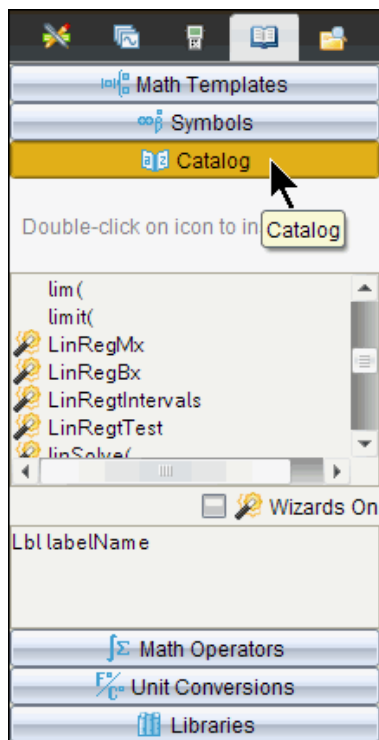 Math Templates
∞β° Symbols
Catalog
Double-click on icon to in
Catalog
lim(
limit(
LinRegMx
LinRegBx
LinRegtIntervals
LinRegtTest
linSolve(
Wizards On
Lbl labelName
∫Σ Math Operators
F°/C° Unit Conversions
Libraries